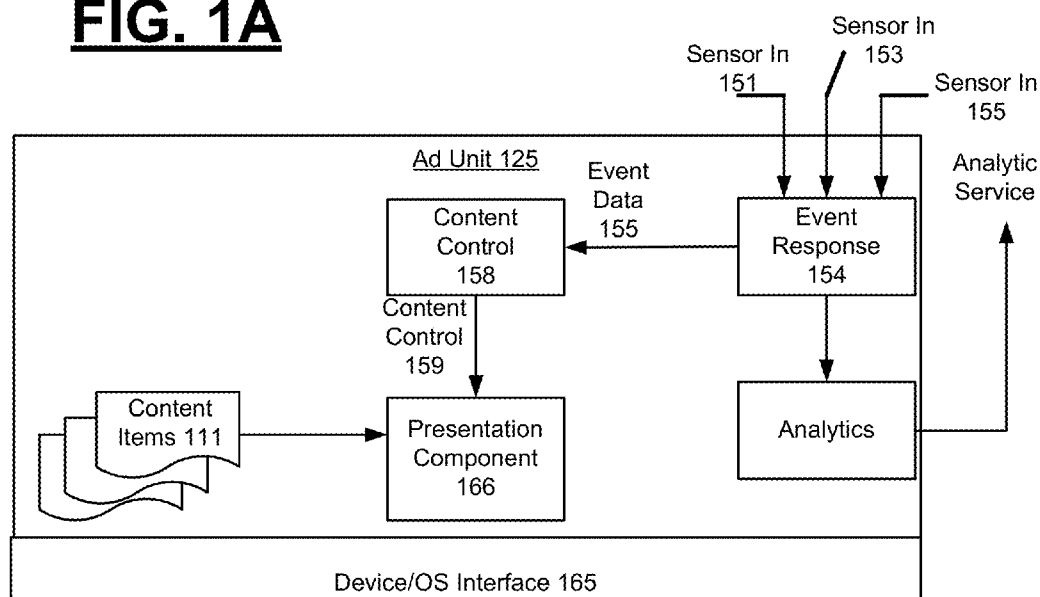 FIG. 1A
Sensor In
153
Sensor In
151
Sensor In
155
Ad Unit 125
Analytic
Service
Event
Data
155
Content
Control
158
Event
Response
154
Content
Control
159
Content
Items 111
Presentation
Component
166
Analytics
Device/OS Interface 165